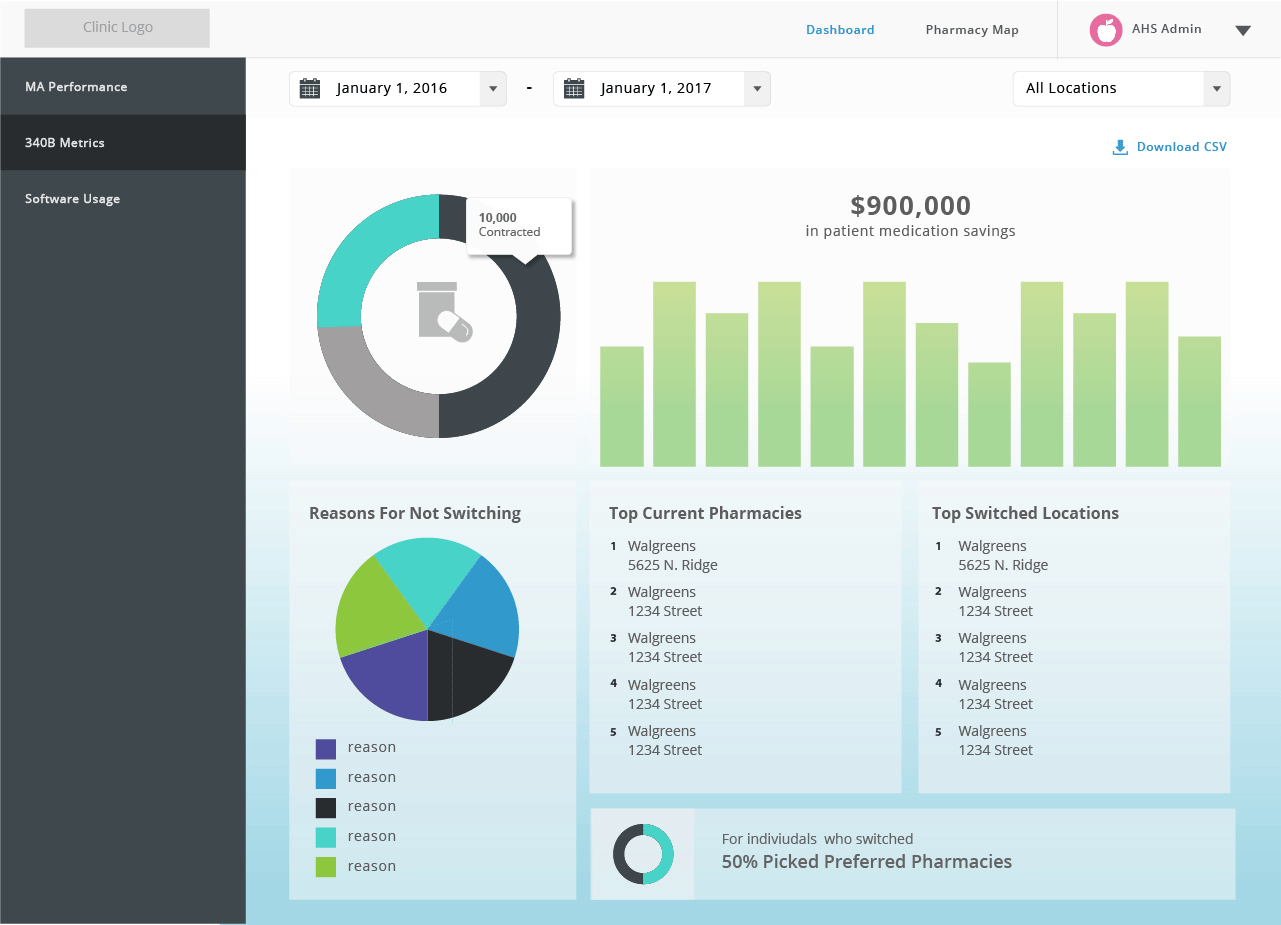 Clinic Logo
Dashboard
Pharmacy Map
AHS Admin
MA Performance
340B Metrics
Software Usage
January 1, 2016
-
January 1, 2017
All Locations
Download CSV
10,000
Contracted
$900,000
in patient medication savings
Reasons For Not Switching
reason
reason
reason
reason
reason
Top Current Pharmacies
1 Walgreens
5625 N. Ridge
2 Walgreens
1234 Street
3 Walgreens
1234 Street
4 Walgreens
1234 Street
5 Walgreens
1234 Street
Top Switched Locations
1 Walgreens
5625 N. Ridge
2 Walgreens
1234 Street
3 Walgreens
1234 Street
4 Walgreens
1234 Street
5 Walgreens
1234 Street
For indiviudals who switched
50% Picked Preferred Pharmacies